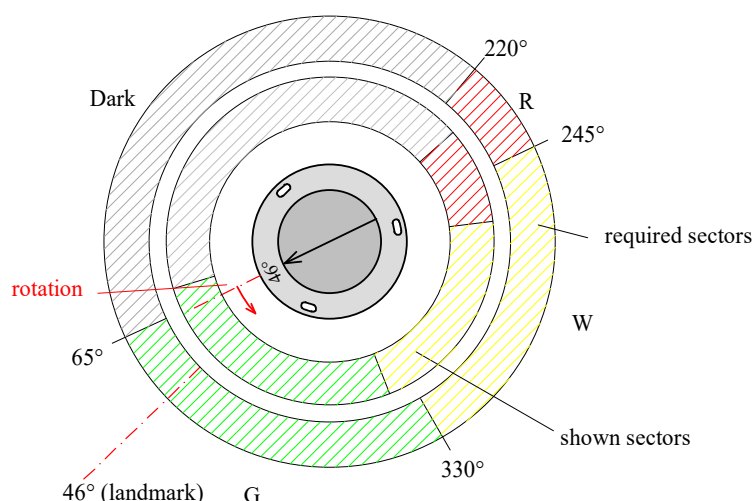 220°
Dark
R
245°
required sectors
46°
rotation
W
65°
shown sectors
330°
46° (landmark)
G